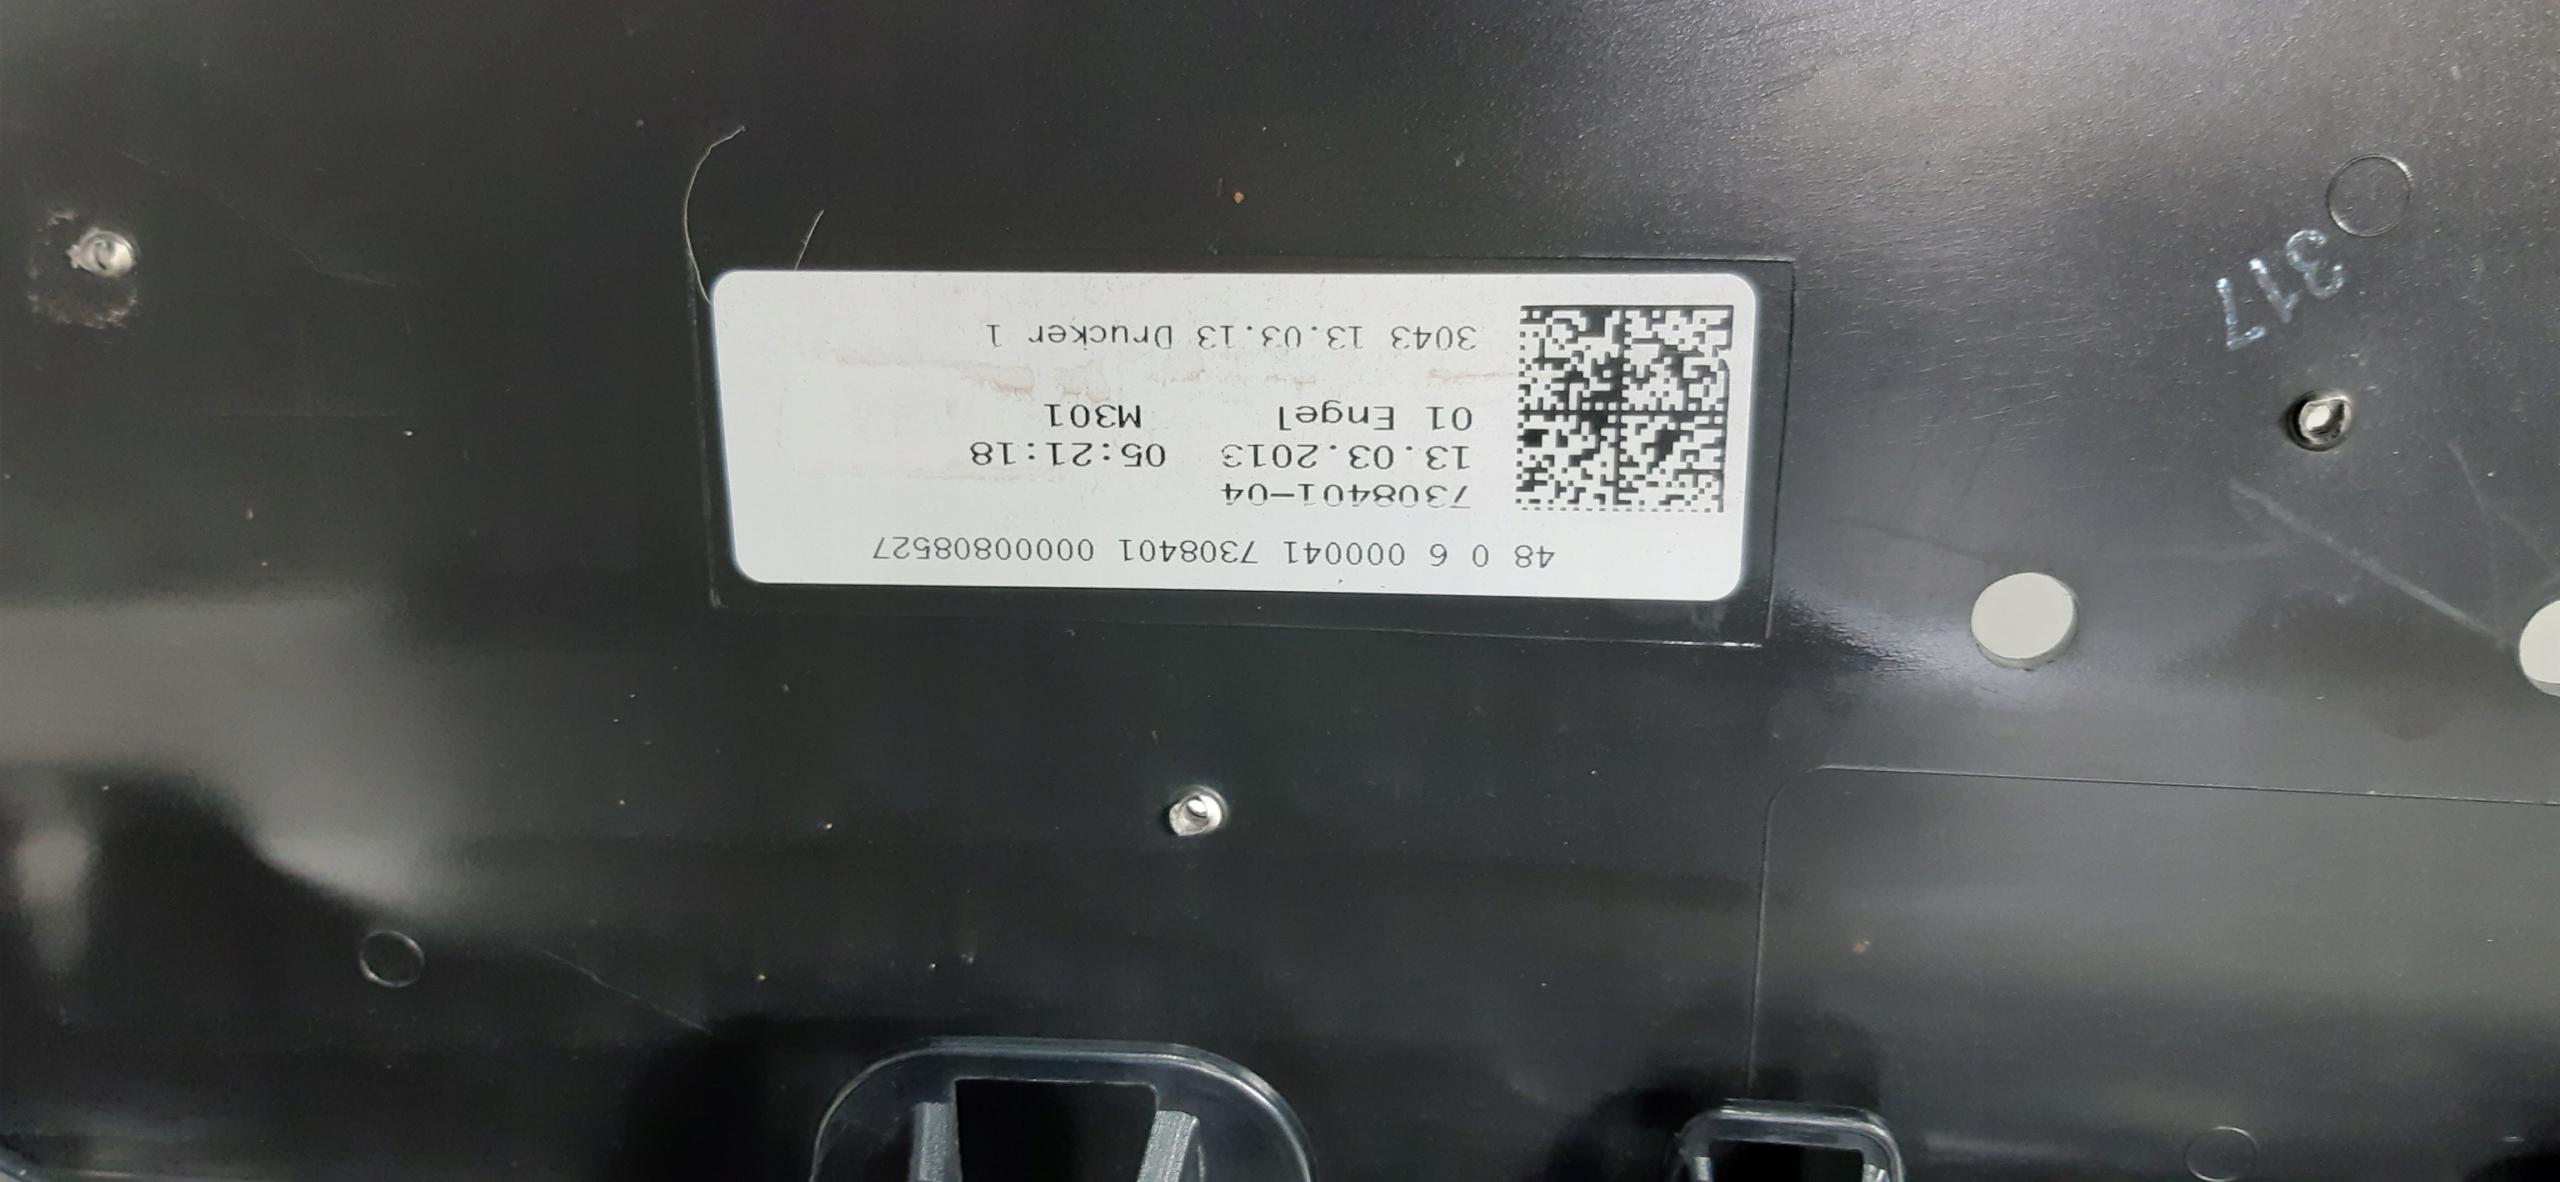 48 0 6 000041 7308401 0000808527
7308401-04
13.03.2013 05:21:18
01 Engel M301
3043 13.03.13 Drucker 1
317